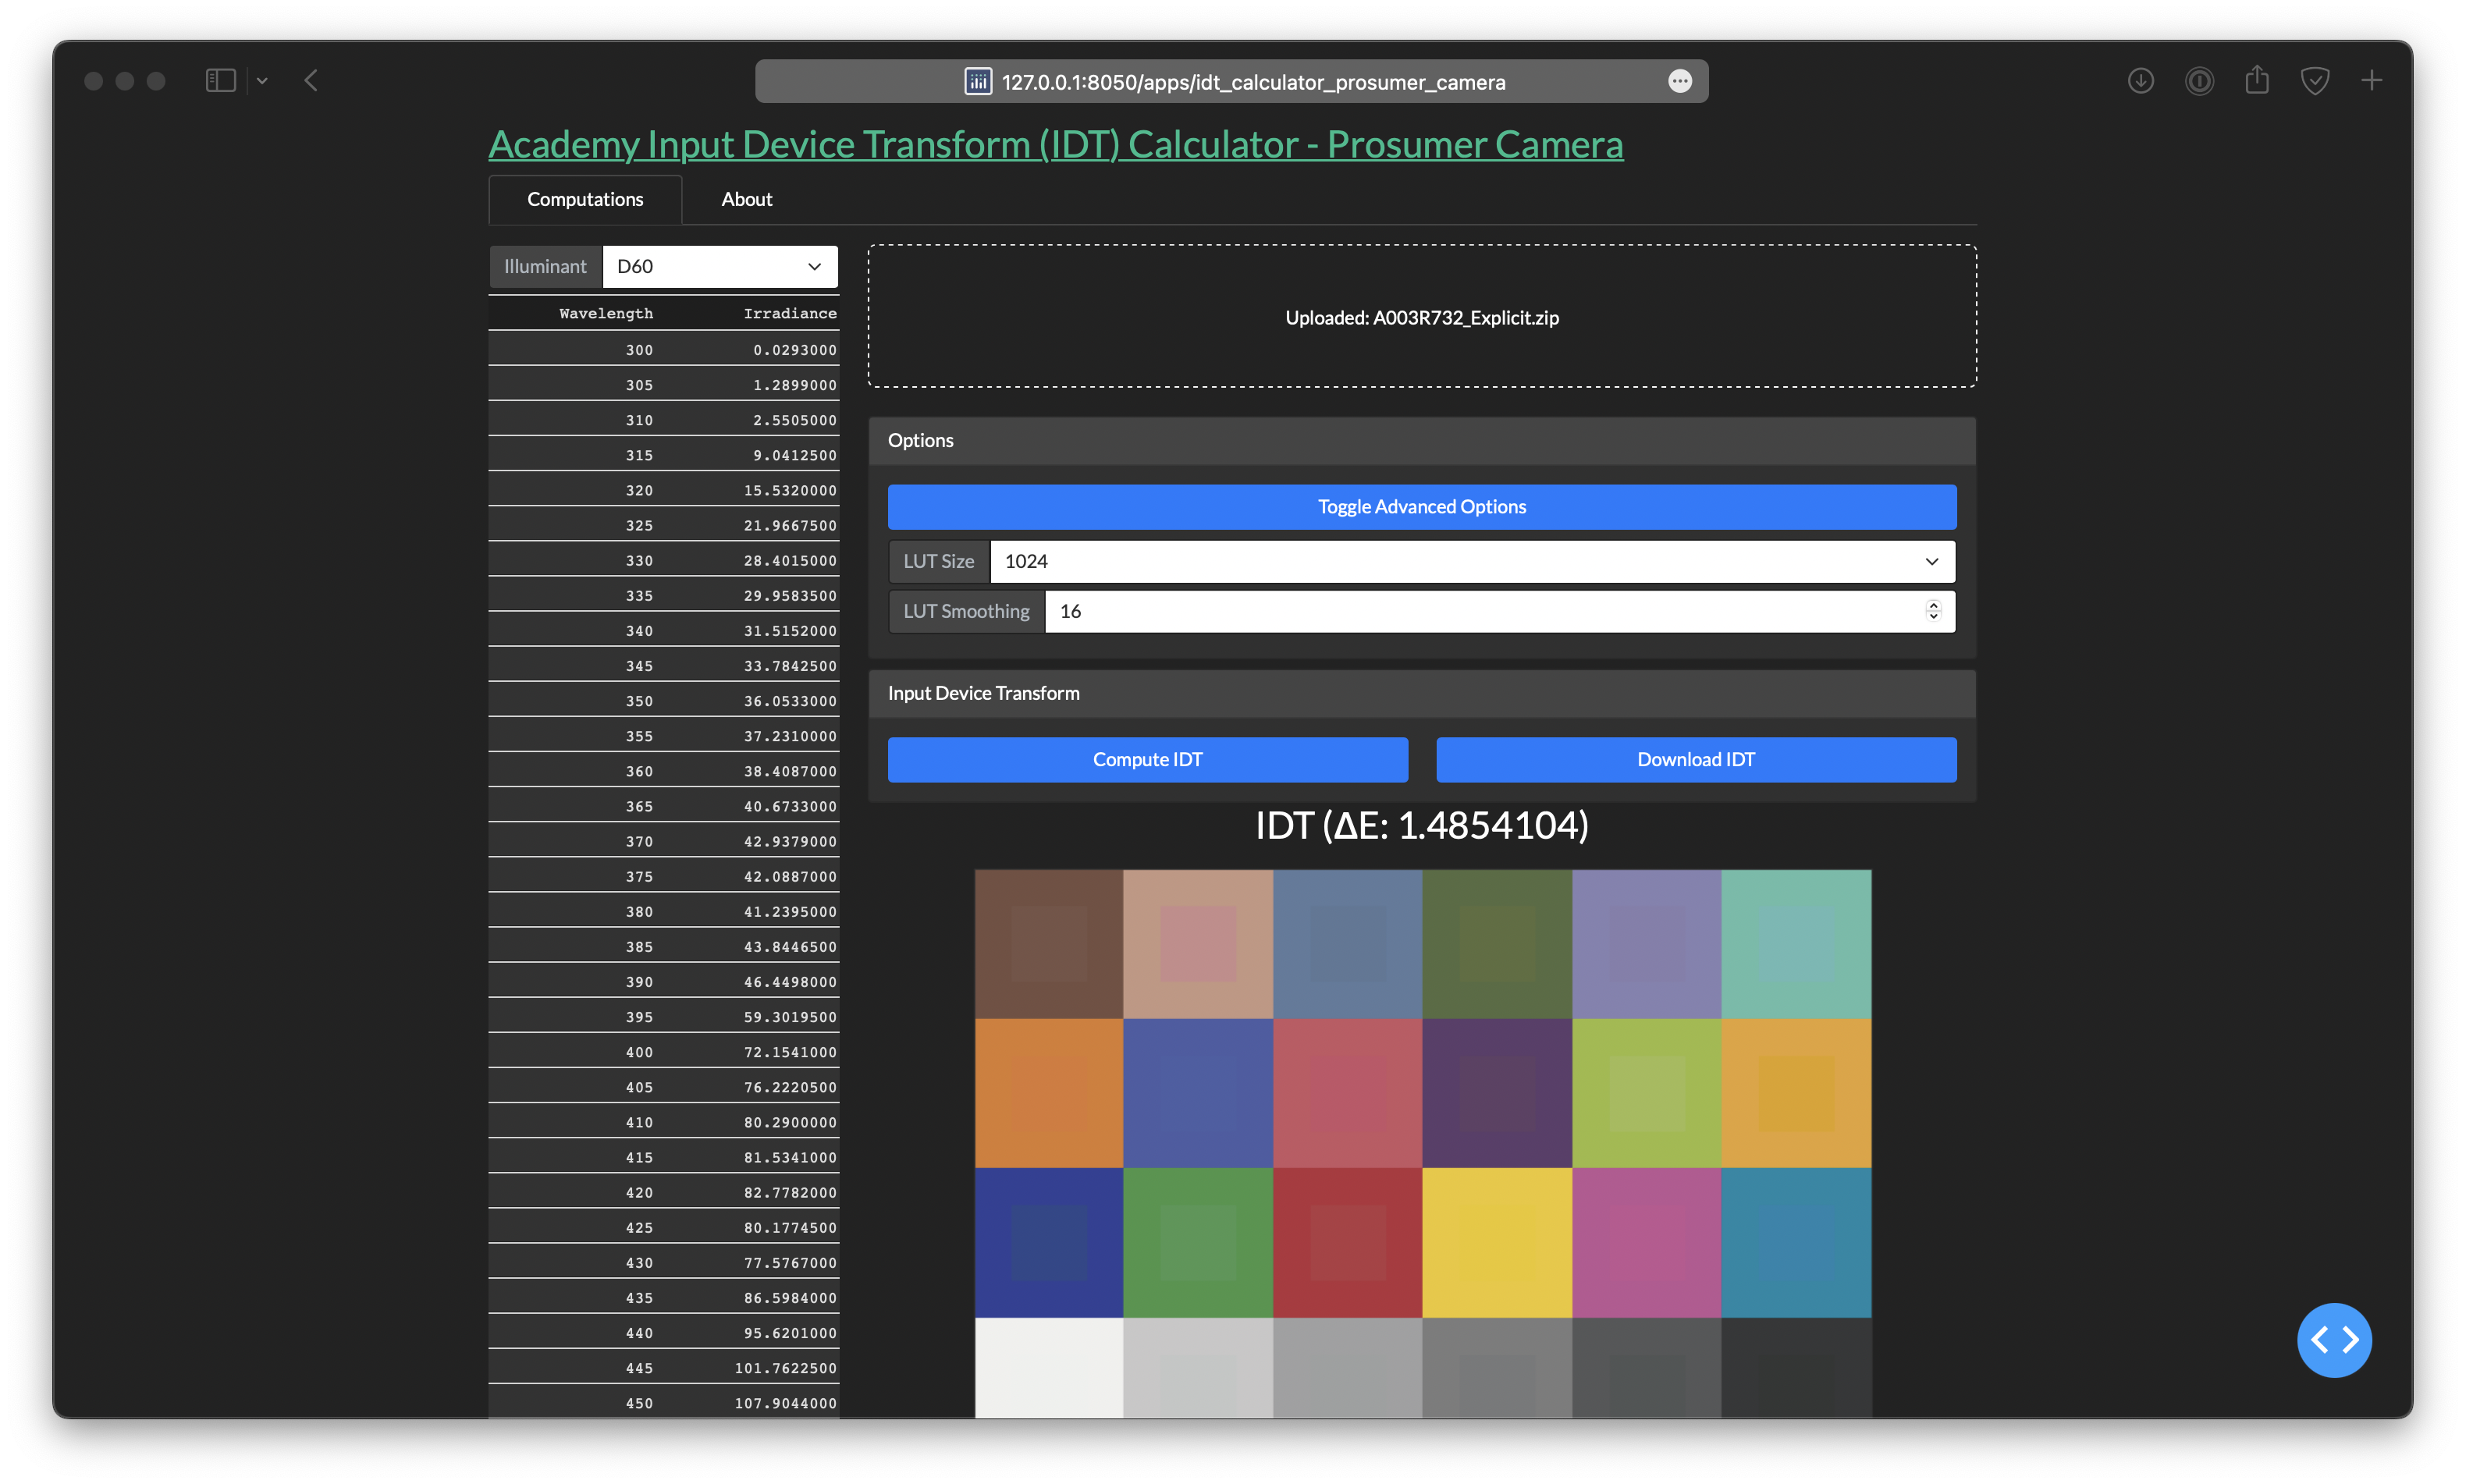 127.0.0.1:8050/apps/idt_calculator_prosumer_camera
Academy Input Device Transform (IDT) Calculator - Prosumer Camera
Computations
About
Illuminant
D60
Wavelength Irradiance
300 0.0293000
305 1.2899000
310 2.5505000
315 9.0412500
320 15.5320000
325 21.9667500
330 28.4015000
335 29.9583500
340 31.5152000
345 33.7842500
350 36.0533000
355 37.2310000
360 38.4087000
365 40.6733000
370 42.9379000
375 42.0887000
380 41.2395000
385 43.8446500
390 46.4498000
395 59.3019500
400 72.1541000
405 76.2220500
410 80.2900000
415 81.5341000
420 82.7782000
425 80.1774500
430 77.5767000
435 86.5984000
440 95.6201000
445 101.7622500
450 107.9044000
Uploaded: A003R732_Explicit.zip
Options
Toggle Advanced Options
LUT Size
1024
LUT Smoothing
16
Input Device Transform
Compute IDT
Download IDT
IDT (ΔE: 1.4854104)